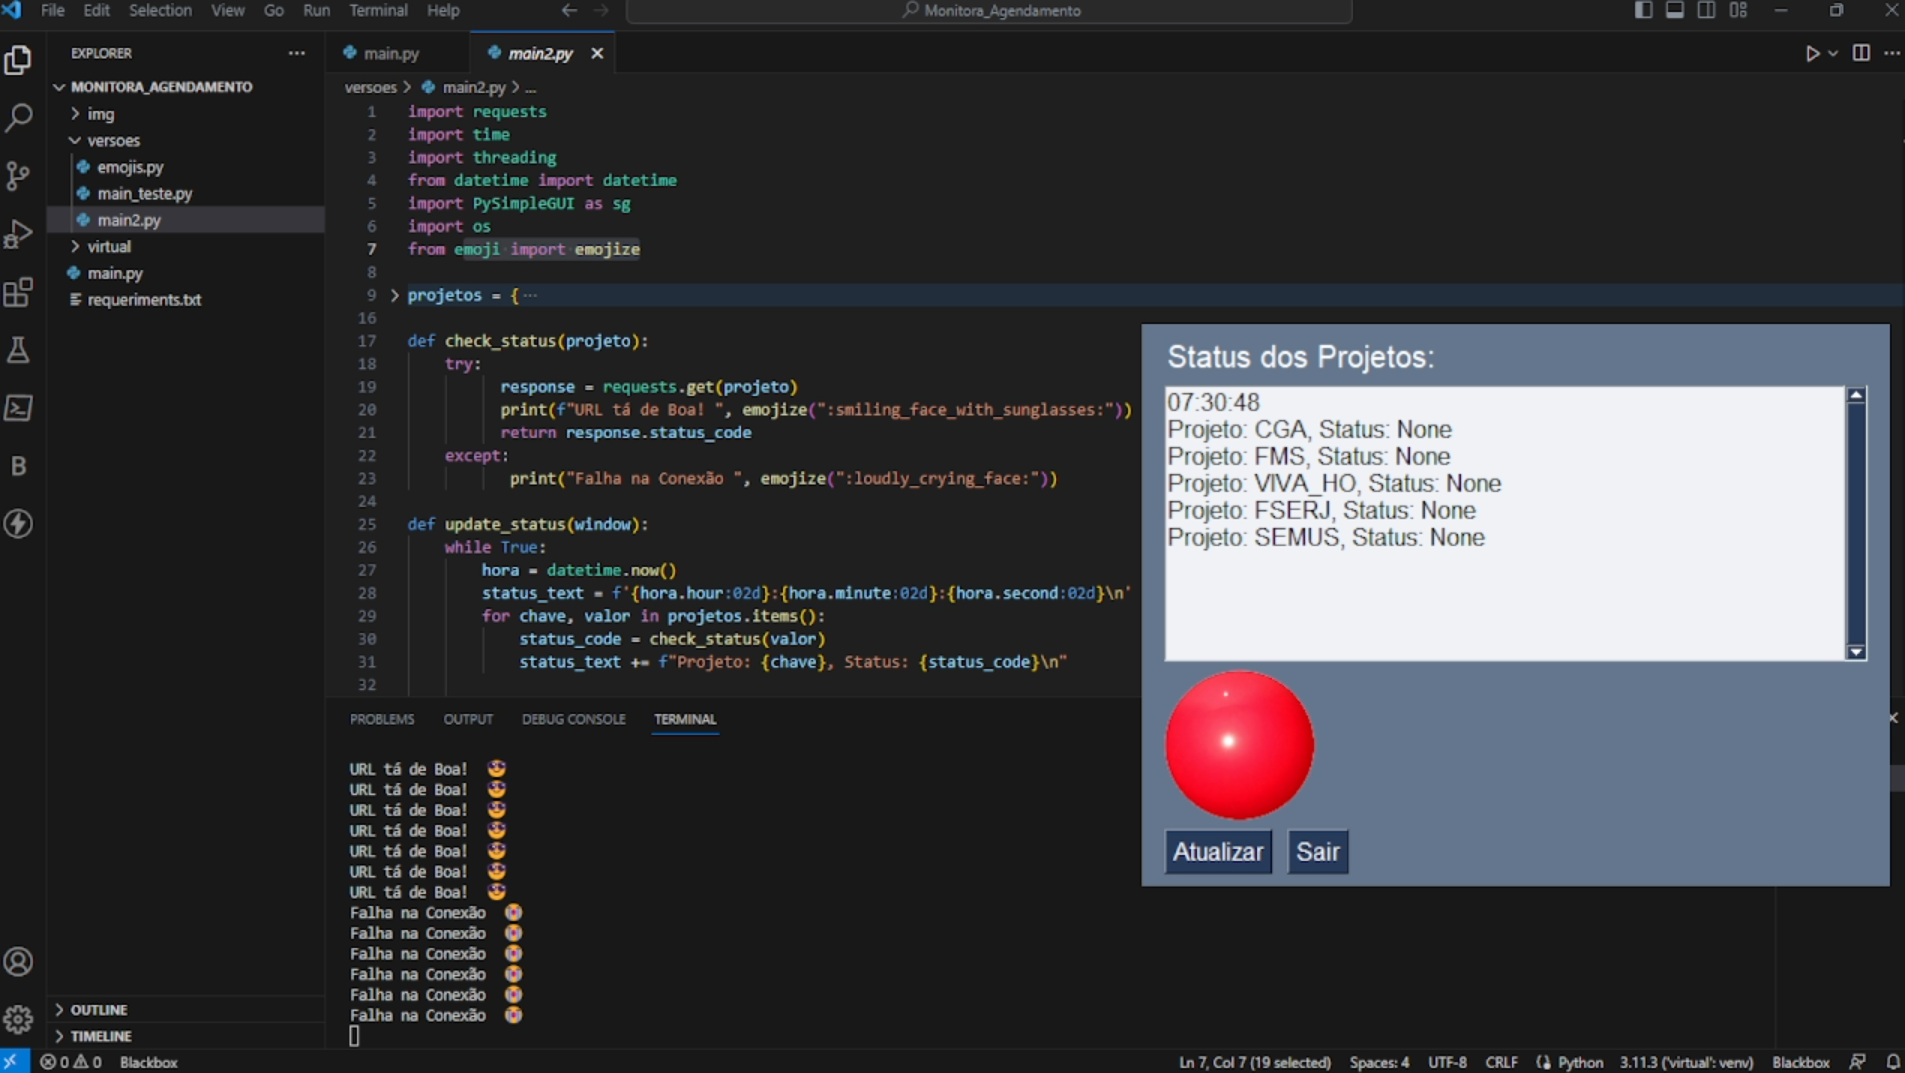 File Edit Selection View Go Run Terminal Help
Monitora_Agendamento
EXPLORER
MONITORA_AGENDAMENTO
img
versoes
emojis.py
main_teste.py
main2.py
virtual
main.py
requeriments.txt
OUTLINE
TIMELINE
main.py
main2.py
versoes > main2.py > ...
1 import requests
2 import time
3 import threading
4 from datetime import datetime
5 import PySimpleGUI as sg
6 import os
7 from emoji import emojize
8
9 projetos = { ...
16
17 def check_status(projeto):
18 try:
19 response = requests.get(projeto)
20 print(f"URL tá de Boa! ", emojize(":smiling_face_with_sunglasses:"))
21 return response.status_code
22 except:
23 print("Falha na Conexão ", emojize(":loudly_crying_face:"))
24
25 def update_status(window):
26 while True:
27 hora = datetime.now()
28 status_text = f'{hora.hour:02d}:{hora.minute:02d}:{hora.second:02d}\n'
29 for chave, valor in projetos.items():
30 status_code = check_status(valor)
31 status_text += f"Projeto: {chave}, Status: {status_code}\n"
32
PROBLEMS OUTPUT DEBUG CONSOLE TERMINAL
URL tá de Boa! 😎
URL tá de Boa! 😎
URL tá de Boa! 😎
URL tá de Boa! 😎
URL tá de Boa! 😎
URL tá de Boa! 😎
URL tá de Boa! 😎
Falha na Conexão 😭
Falha na Conexão 😭
Falha na Conexão 😭
Falha na Conexão 😭
Falha na Conexão 😭
Falha na Conexão 😭
Status dos Projetos:
07:30:48
Projeto: CGA, Status: None
Projeto: FMS, Status: None
Projeto: VIVA_HO, Status: None
Projeto: FSERJ, Status: None
Projeto: SEMUS, Status: None
Atualizar Sair
0 0 Blackbox
Ln 7, Col 7 (19 selected) Spaces: 4 UTF-8 CRLF Python 3.11.3 ('virtual': venv) Blackbox